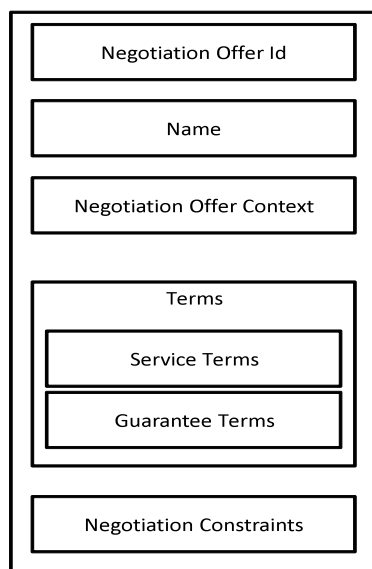 Negotiation Offer Id
Name
Negotiation Offer Context
Terms
Service Terms
Guarantee Terms
Negotiation Constraints